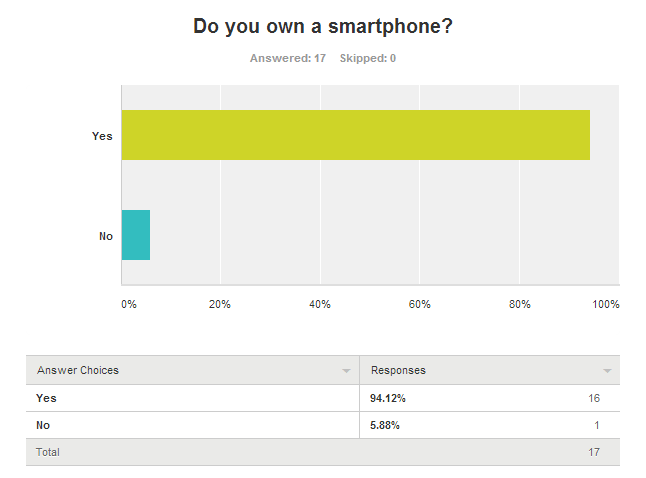 Do you own a smartphone?
Answered: 17 Skipped: 0
Yes
No
0% 20% 40% 60% 80% 100%
Answer Choices Responses
Yes 94.12% 16
No 5.88% 1
Total 17